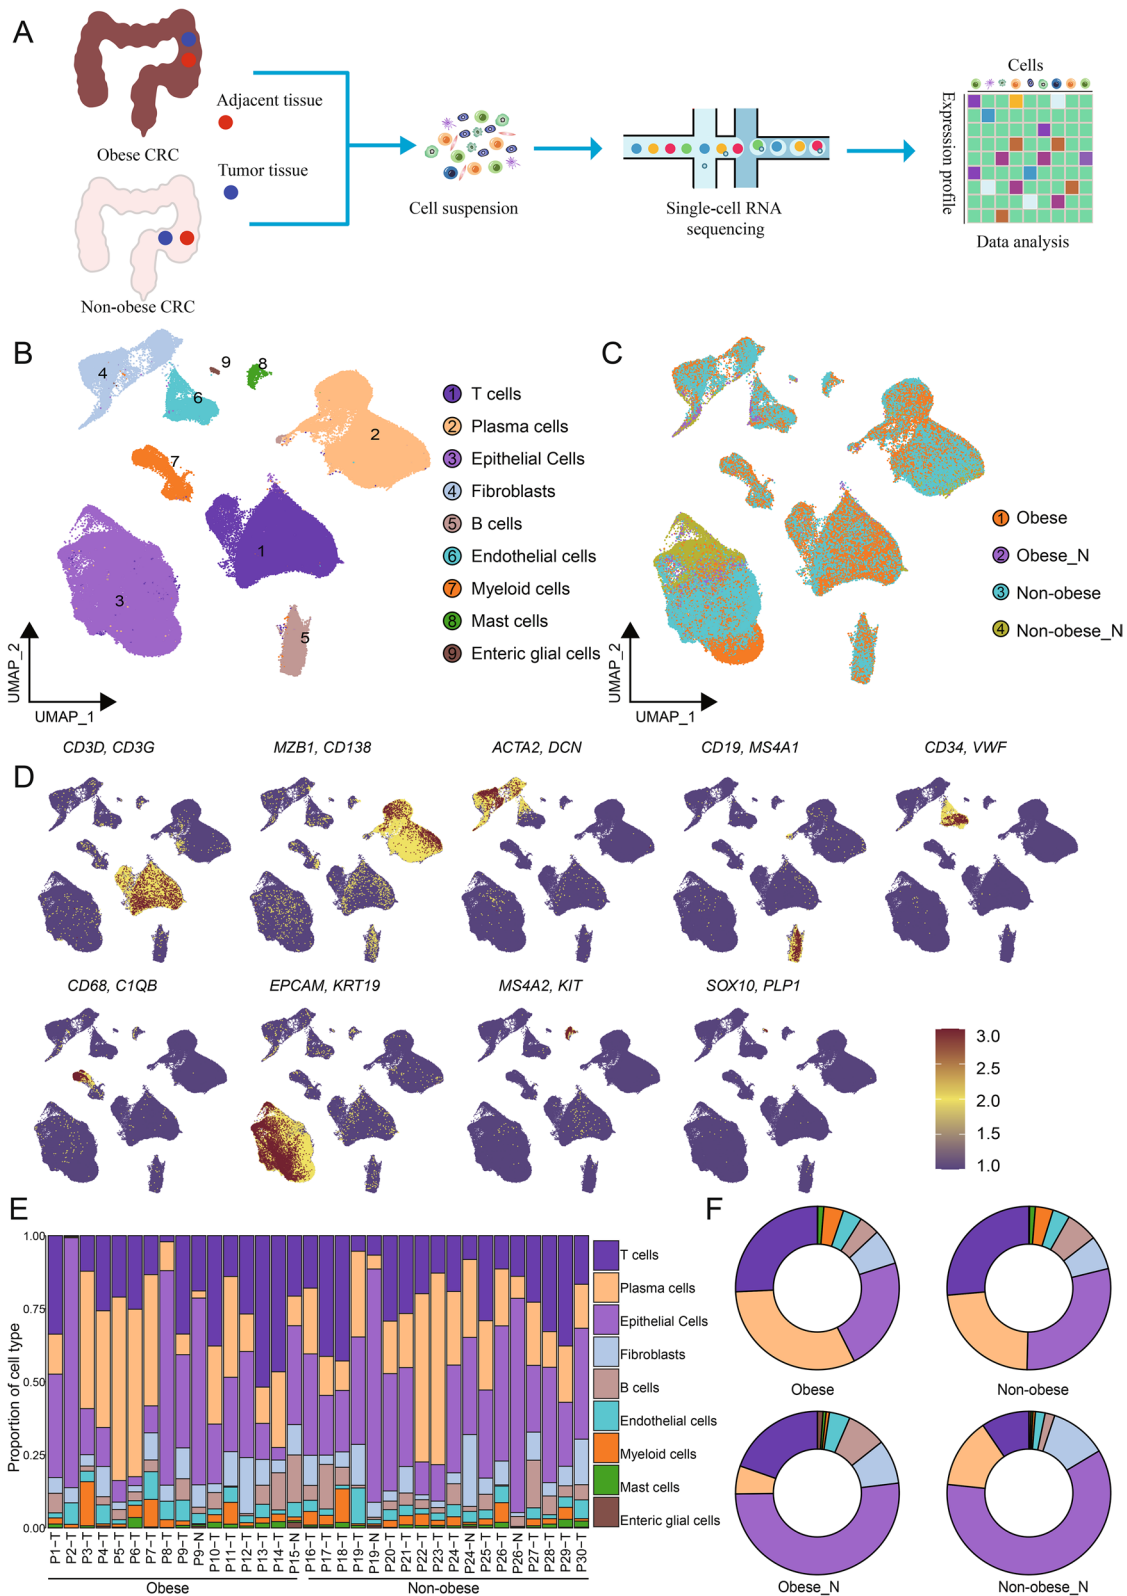 A
Obese CRC
Non-obese CRC
Adjacent tissue
Tumor tissue
Cell suspension
Single-cell RNA
sequencing
Cells
Expression profile
Data analysis
B
1
2
3
4
5
6
7
8
9
UMAP_2
UMAP_1
1 T cells
2 Plasma cells
3 Epithelial Cells
4 Fibroblasts
5 B cells
6 Endothelial cells
7 Myeloid cells
8 Mast cells
9 Enteric glial cells
C
1 Obese
2 Obese_N
3 Non-obese
4 Non-obese_N
UMAP_2
UMAP_1
D
CD3D, CD3G
MZB1, CD138
ACTA2, DCN
CD19, MS4A1
CD34, VWF
CD68, C1QB
EPCAM, KRT19
MS4A2, KIT
SOX10, PLP1
3.0
2.5
2.0
1.5
1.0
E
Proportion of cell type
1.00
0.75
0.50
0.25
0.00
P1-T
P2-T
P3-T
P4-T
P5-T
P6-T
P7-T
P8-T
P9-T
P9-N
P10-T
P11-T
P12-T
P13-T
P14-T
P15-N
P16-T
P17-T
P18-T
P19-T
P19-N
P20-T
P21-T
P22-T
P23-T
P24-T
P24-N
P25-T
P26-T
P26-N
P27-T
P28-T
P29-T
P30-T
Obese
Non-obese
T cells
Plasma cells
Epithelial Cells
Fibroblasts
B cells
Endothelial cells
Myeloid cells
Mast cells
Enteric glial cells
F
Obese
Non-obese
Obese_N
Non-obese_N